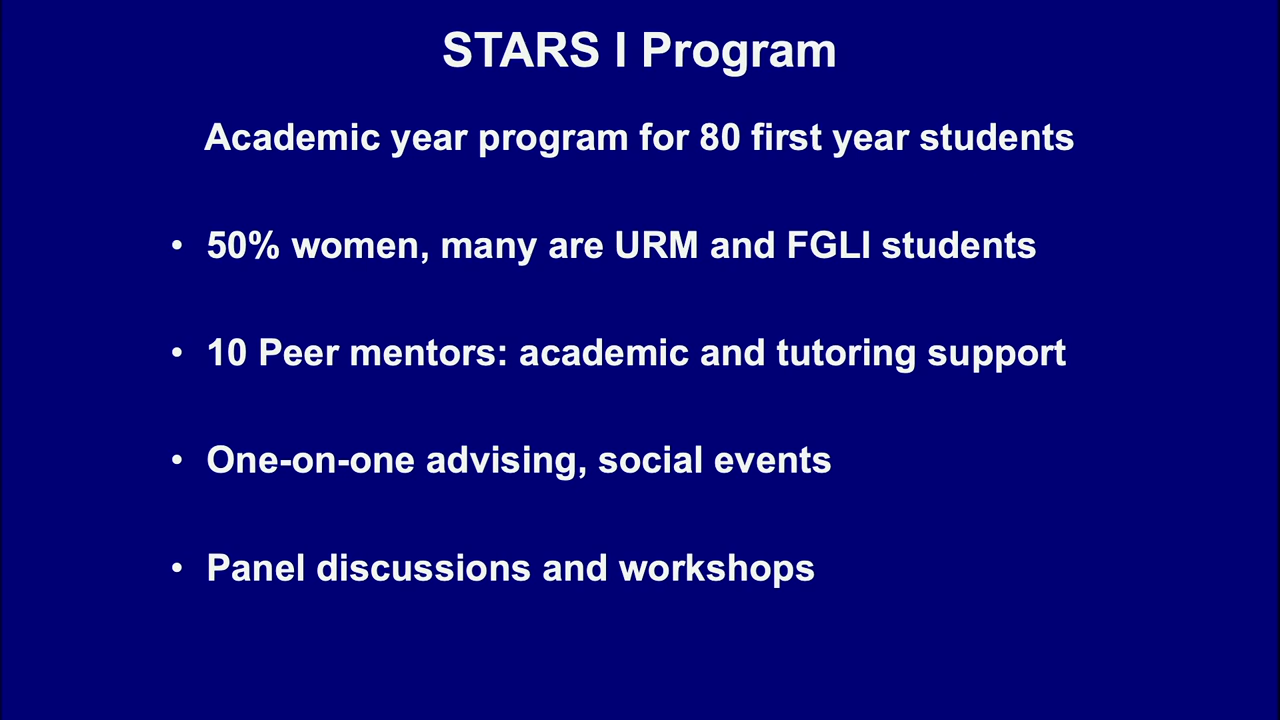 STARS I Program
Academic year program for 80 first year students
• 50% women, many are URM and FGLI students
• 10 Peer mentors: academic and tutoring support
• One-on-one advising, social events
• Panel discussions and workshops